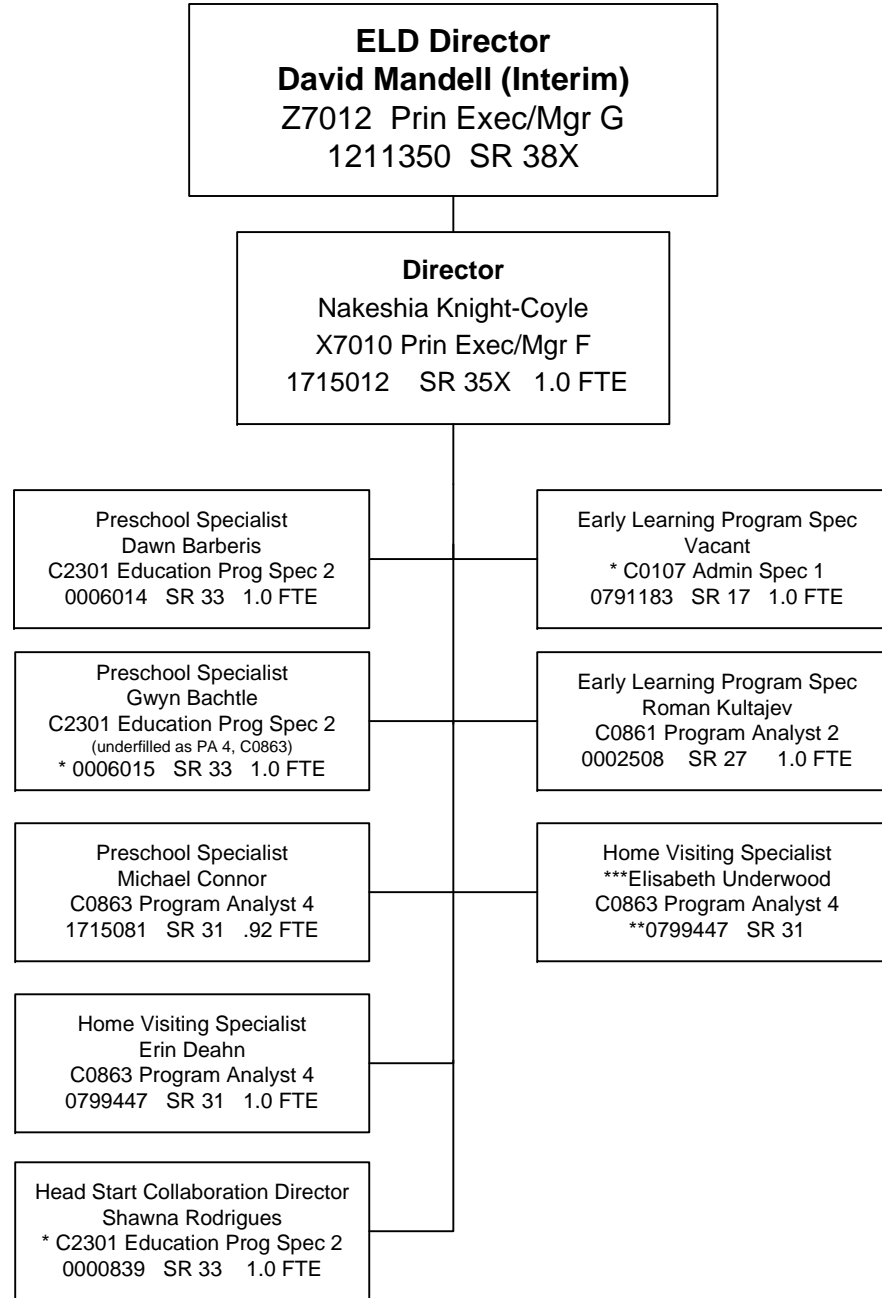 ELD Director
David Mandell (Interim)
Z7012 Prin Exec/Mgr G
1211350 SR 38X
Director
Nakeshia Knight-Coyle
X7010 Prin Exec/Mgr F
1715012 SR 35X 1.0 FTE
Preschool Specialist
Dawn Barberis
C2301 Education Prog Spec 2
0006014 SR 33 1.0 FTE
Early Learning Program Spec
Vacant
* C0107 Admin Spec 1
0791183 SR 17 1.0 FTE
Preschool Specialist
Gwyn Bachtle
C2301 Education Prog Spec 2
(underfilled as PA 4, C0863)
* 0006015 SR 33 1.0 FTE
Early Learning Program Spec
Roman Kultajev
C0861 Program Analyst 2
0002508 SR 27 1.0 FTE
Preschool Specialist
Michael Connor
C0863 Program Analyst 4
1715081 SR 31 .92 FTE
Home Visiting Specialist
***Elisabeth Underwood
C0863 Program Analyst 4
**0799447 SR 31
Home Visiting Specialist
Erin Deahn
C0863 Program Analyst 4
0799447 SR 31 1.0 FTE
Head Start Collaboration Director
Shawna Rodrigues
* C2301 Education Prog Spec 2
0000839 SR 33 1.0 FTE